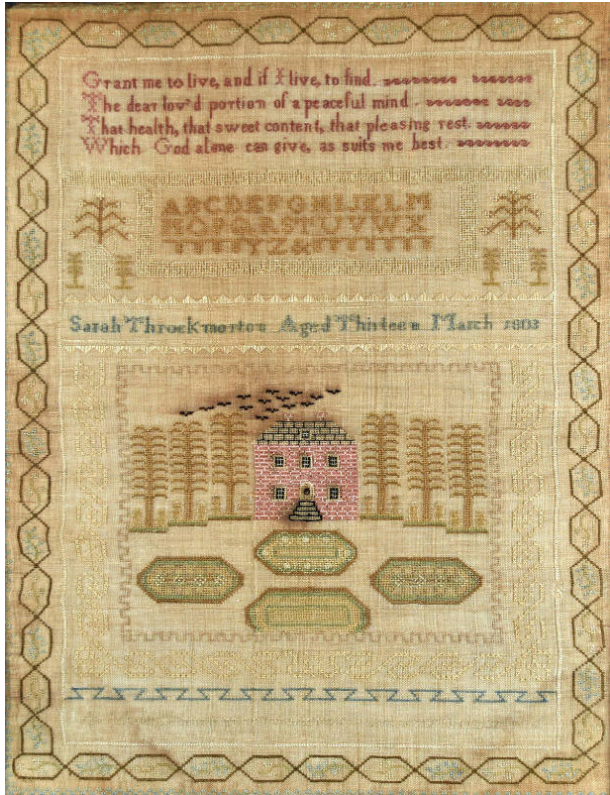 Grant me to live, and if I live, to find.
The dear lov'd portion of a peaceful mind.
That health, that sweet content, that pleasing rest.
Which God alone can give, as suits me best.
ABCDEFGHIJKLM
NOPQRSTUVWX
YZ&
Sarah Throckmorton Aged Thirteen March 1803